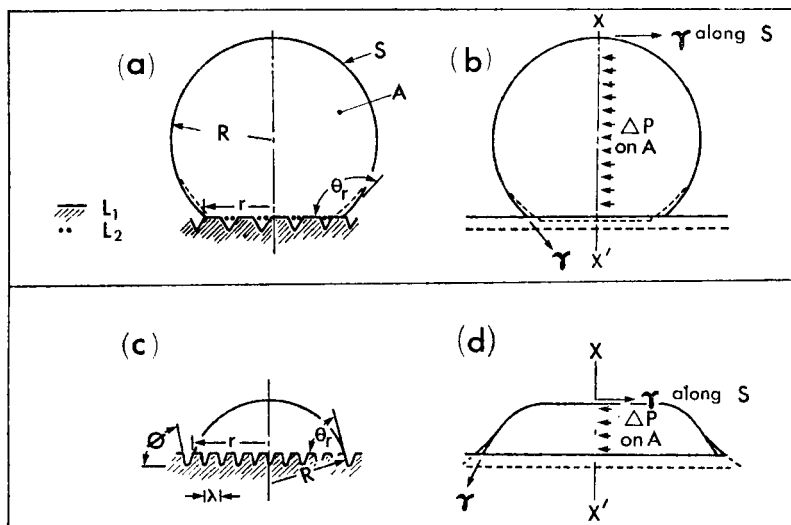 (a)
S
A
R
r
θr
L1
L2
(b)
X
γ along S
ΔP
on A
γ
X'
(c)
Ø
r
θr
R
λ
(d)
X
γ along S
ΔP
on A
γ
X'